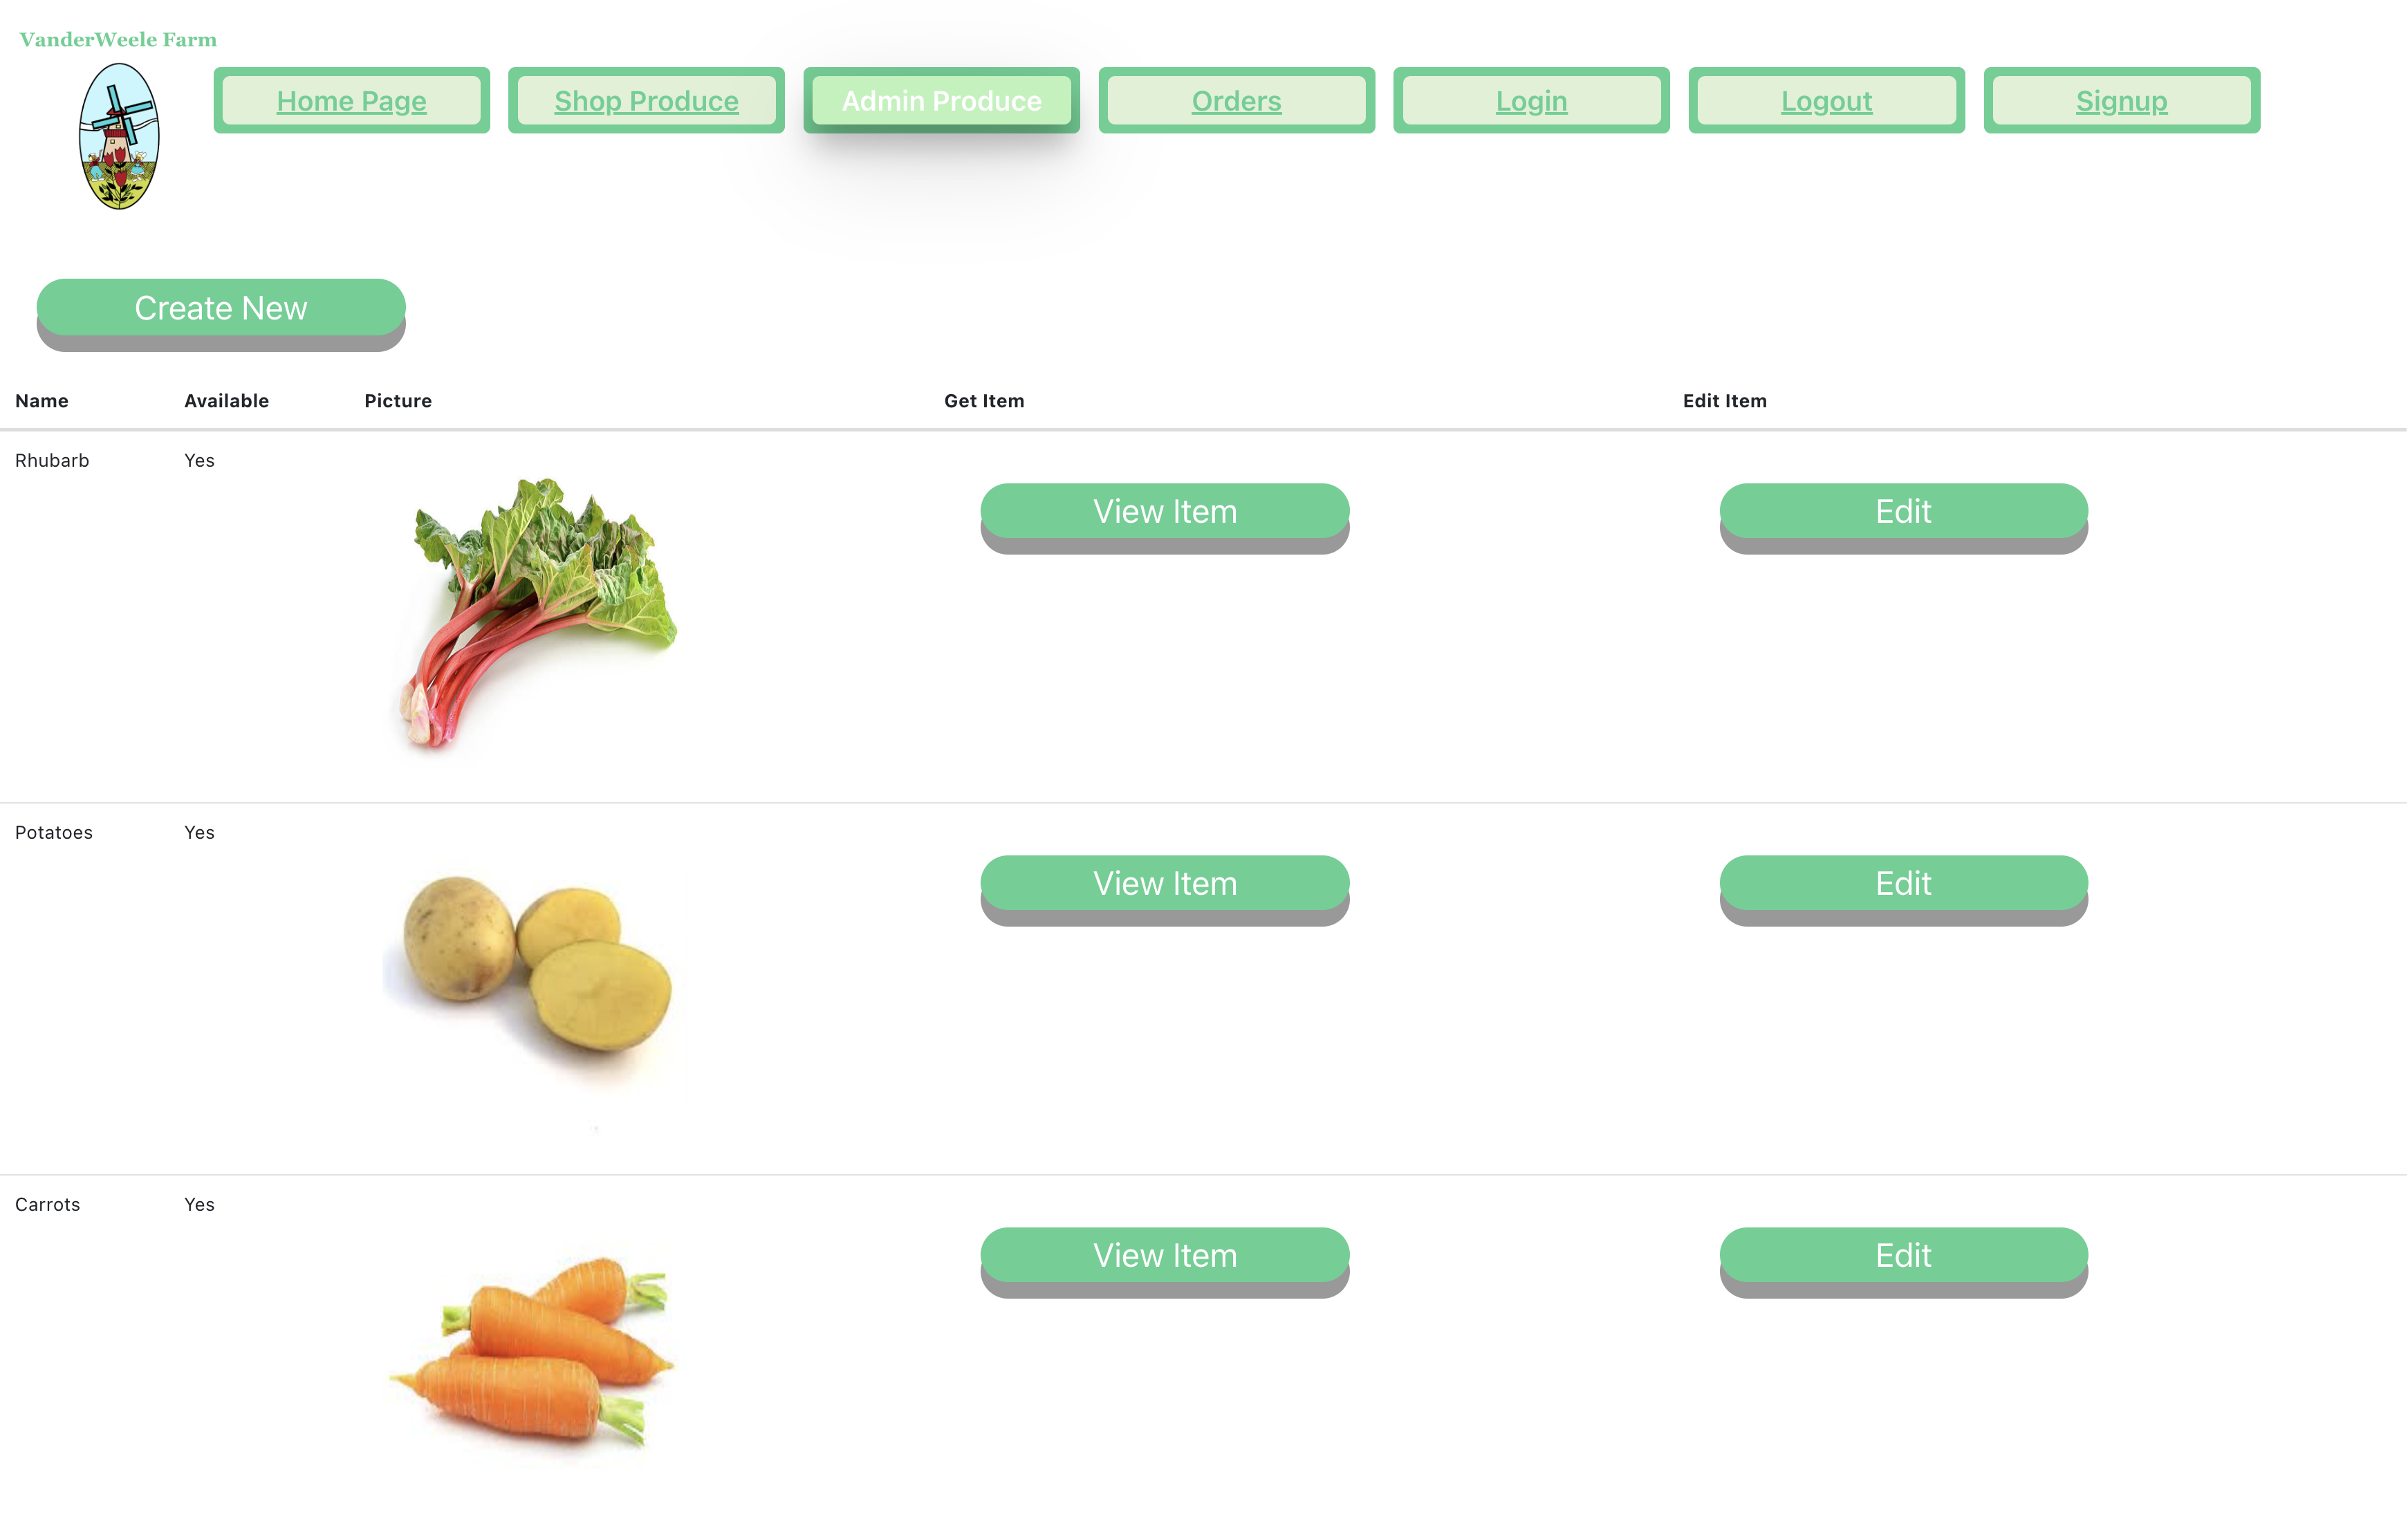 VanderWeele Farm
Home Page Shop Produce Admin Produce Orders Login Logout Signup
Create New
Name Available Picture Get Item Edit Item
Rhubarb Yes View Item Edit
Potatoes Yes View Item Edit
Carrots Yes View Item Edit